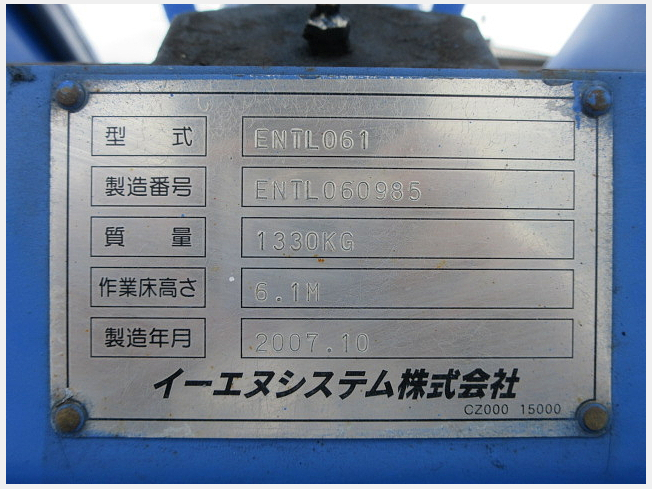 型 式 ENTL061
製造番号 ENTL060985
質 量 1330KG
作業床高さ 6.1M
製造年月 2007.10
イーエヌシステム株式会社
CZ000 15000